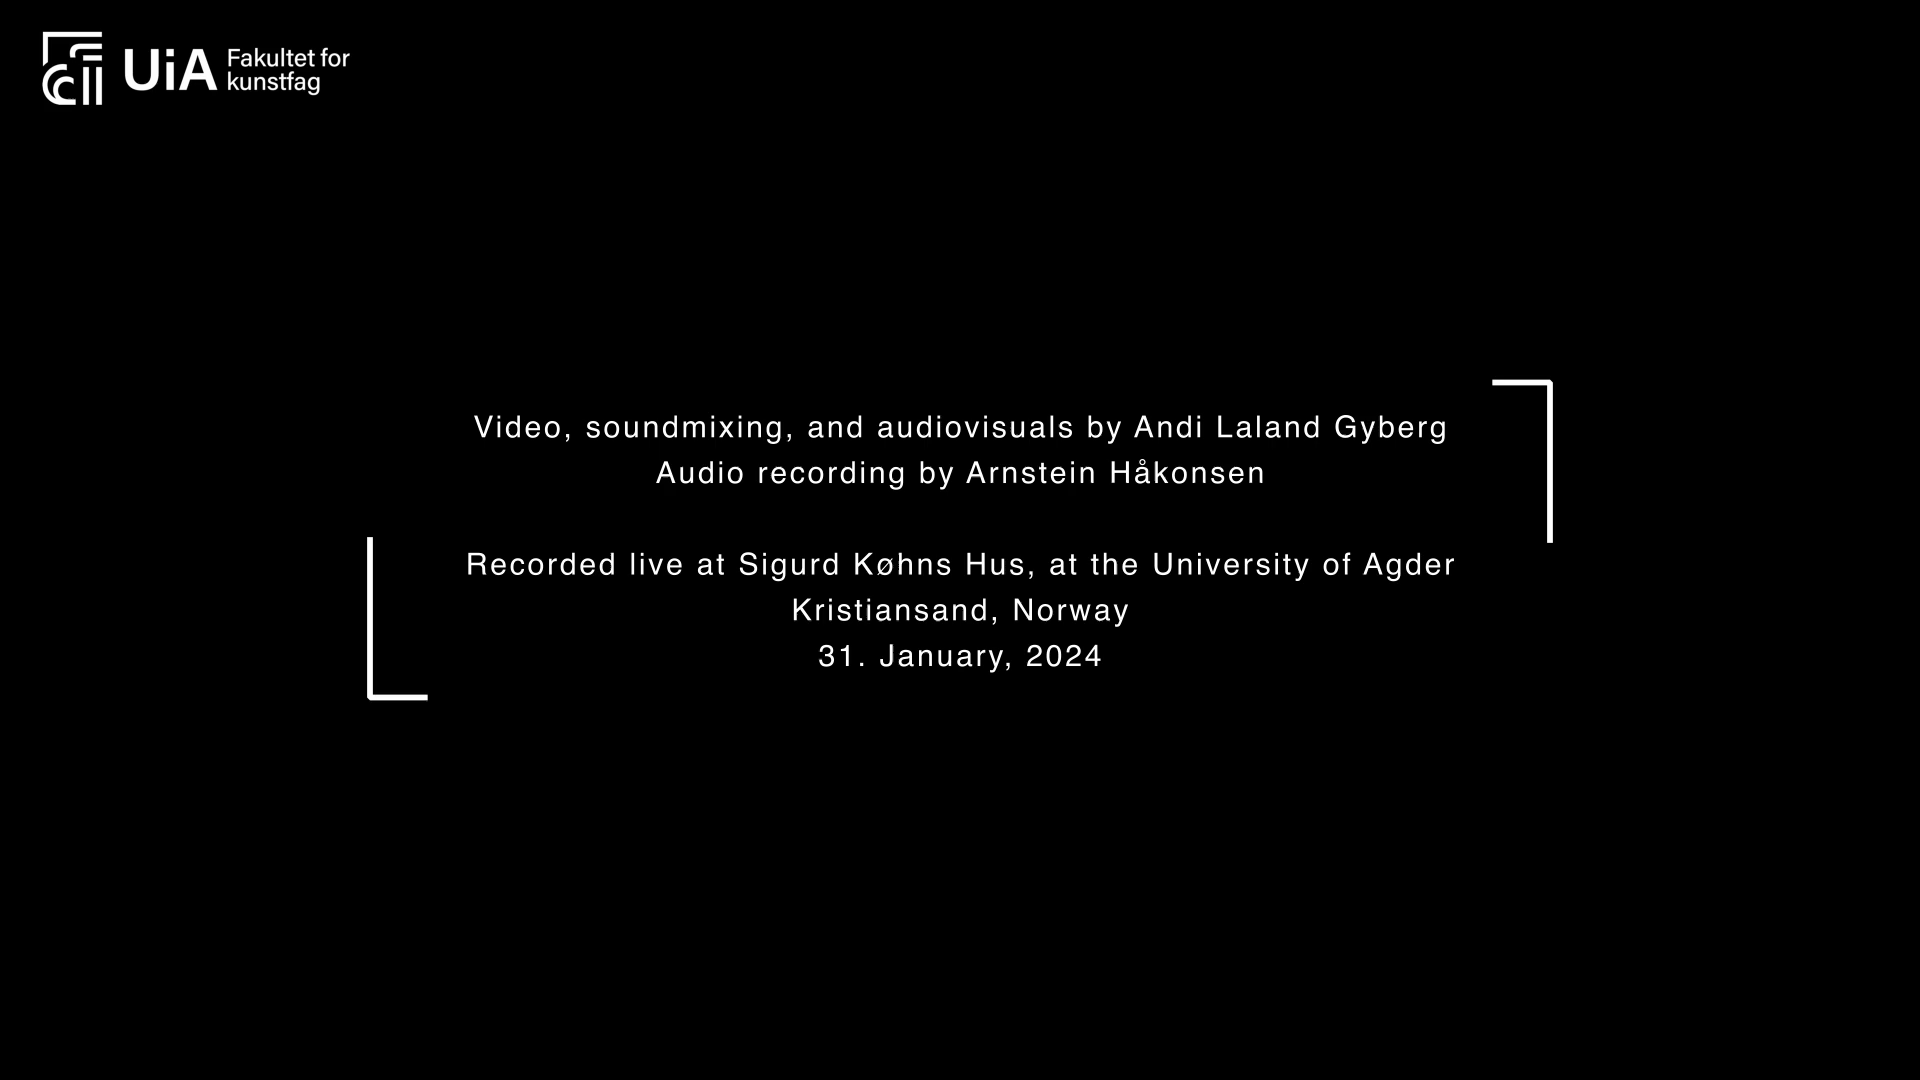 UiA Fakultet for
kunstfag
Video, soundmixing, and audiovisuals by Andi Laland Gyberg
Audio recording by Arnstein Håkonsen
Recorded live at Sigurd Køhns Hus, at the University of Agder
Kristiansand, Norway
31. January, 2024